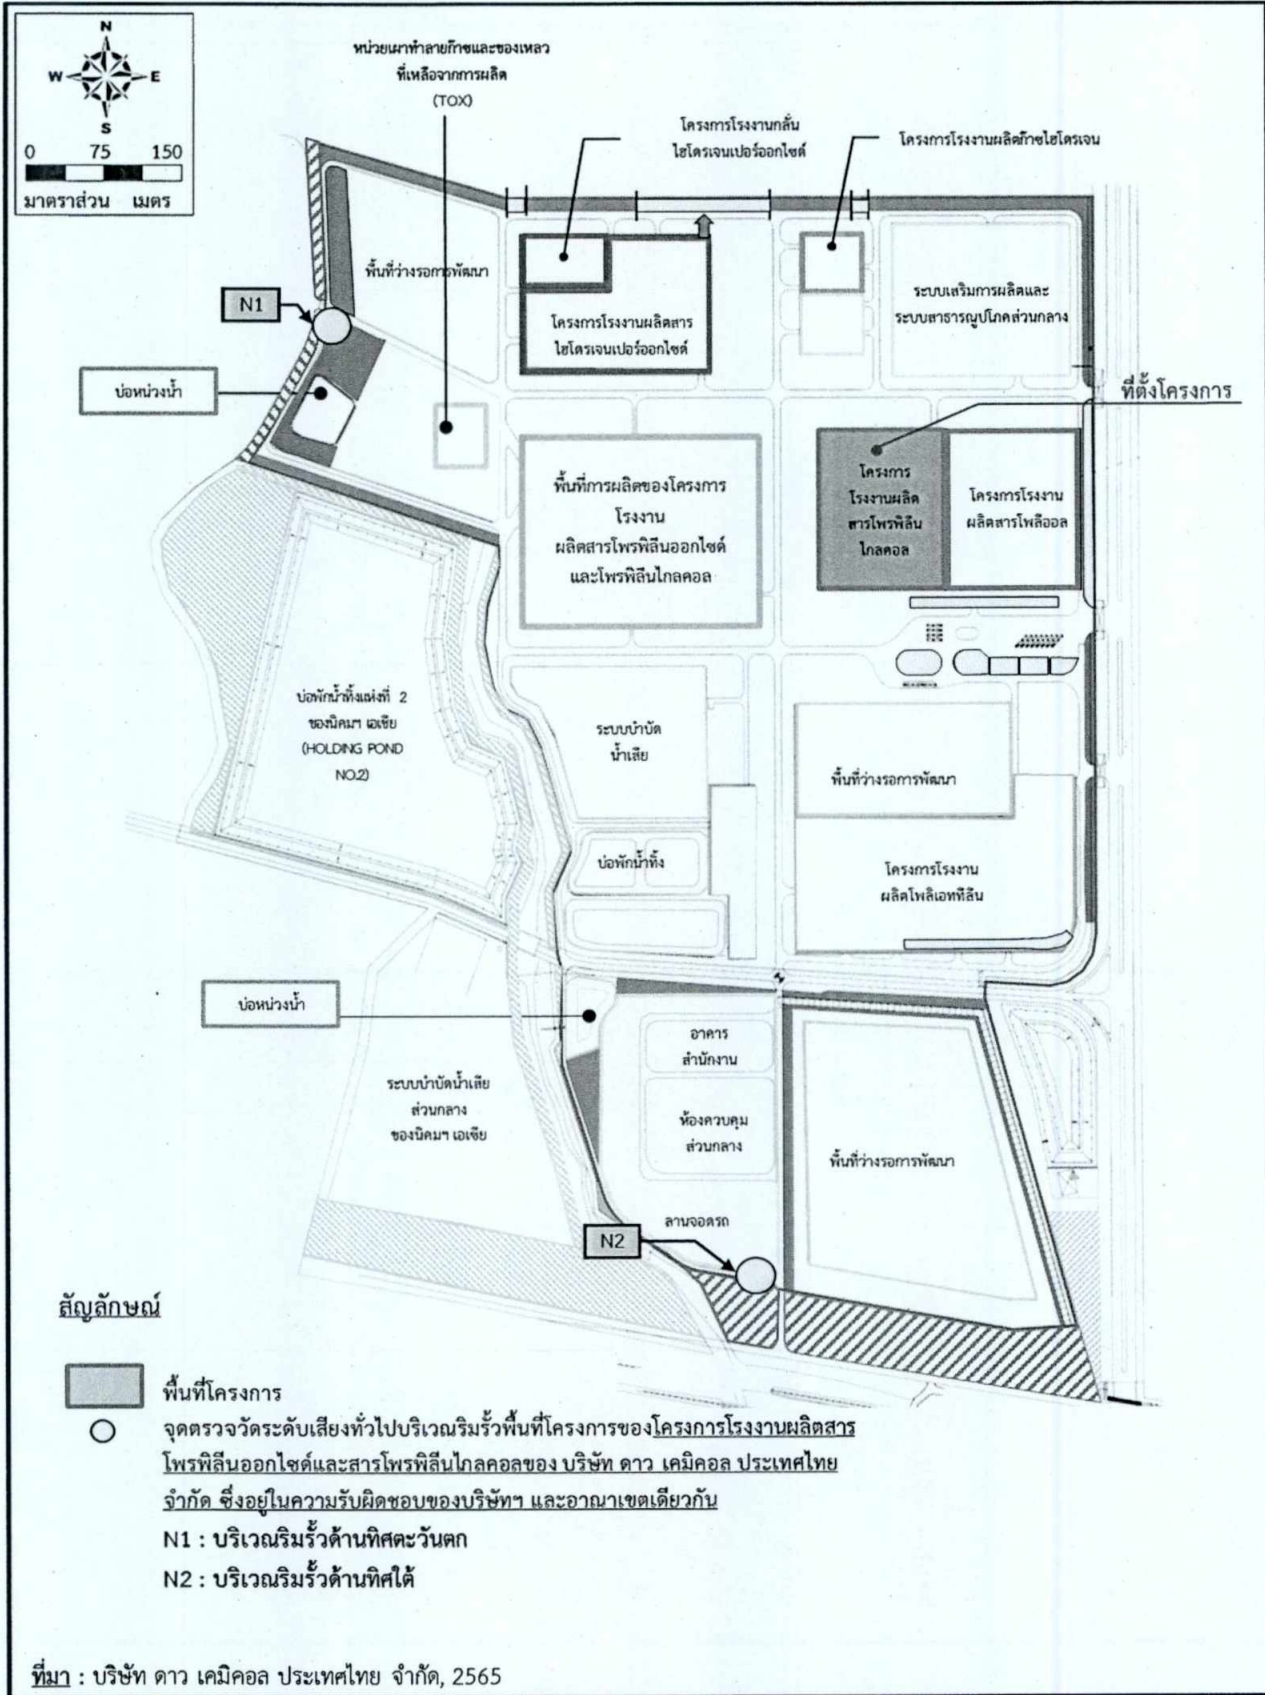 N
W E
S
0 75 150
มาตราส่วน เมตร
หน่วยเผาทำลายก๊าซและของเหลว
ที่เหลือจากการผลิต
(TOX)
โครงการโรงงานกลั่น
ไฮโดรเจนเปอร์ออกไซด์
โครงการโรงงานผลิตก๊าซไฮโดรเจน
พื้นที่ว่างรอการพัฒนา
N1
โครงการโรงงานผลิตสาร
ไฮโดรเจนเปอร์ออกไซด์
ระบบเสริมการผลิตและ
ระบบสาธารณูปโภคส่วนกลาง
บ่อหน่วงน้ำ
ที่ตั้งโครงการ
พื้นที่การผลิตของโครงการ
โรงงาน
ผลิตสารโพรพิลีนออกไซด์
และโพรพิลีนไกลคอล
โครงการ
โรงงานผลิต
สารโพรพิลีน
ไกลคอล
โครงการโรงงาน
ผลิตสารโพลีออล
บ่อพักน้ำทิ้งแห่งที่ 2
ของนิคมฯ เอเชีย
(HOLDING POND
NO.2)
ระบบบำบัด
น้ำเสีย
พื้นที่ว่างรอการพัฒนา
บ่อพักน้ำทิ้ง
โครงการโรงงาน
ผลิตโพลิเอททีลีน
บ่อหน่วงน้ำ
อาคาร
สำนักงาน
ระบบบำบัดน้ำเสีย
ส่วนกลาง
ของนิคมฯ เอเชีย
ห้องควบคุม
ส่วนกลาง
พื้นที่ว่างรอการพัฒนา
ลานจอดรถ
N2
สัญลักษณ์
พื้นที่โครงการ
จุดตรวจวัดระดับเสียงทั่วไปบริเวณริมรั้วพื้นที่โครงการของโครงการโรงงานผลิตสาร
โพรพิลีนออกไซด์และสารโพรพิลีนไกลคอลของ บริษัท ดาว เคมิคอล ประเทศไทย
จำกัด ซึ่งอยู่ในความรับผิดชอบของบริษัทฯ และอาณาเขตเดียวกัน
N1 : บริเวณริมรั้วด้านทิศตะวันตก
N2 : บริเวณริมรั้วด้านทิศใต้
ที่มา : บริษัท ดาว เคมิคอล ประเทศไทย จำกัด, 2565